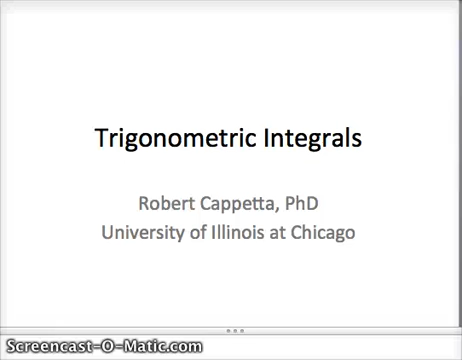 Trigonometric Integrals
Robert Cappetta, PhD
University of Illinois at Chicago
Screencast-O-Matic.com